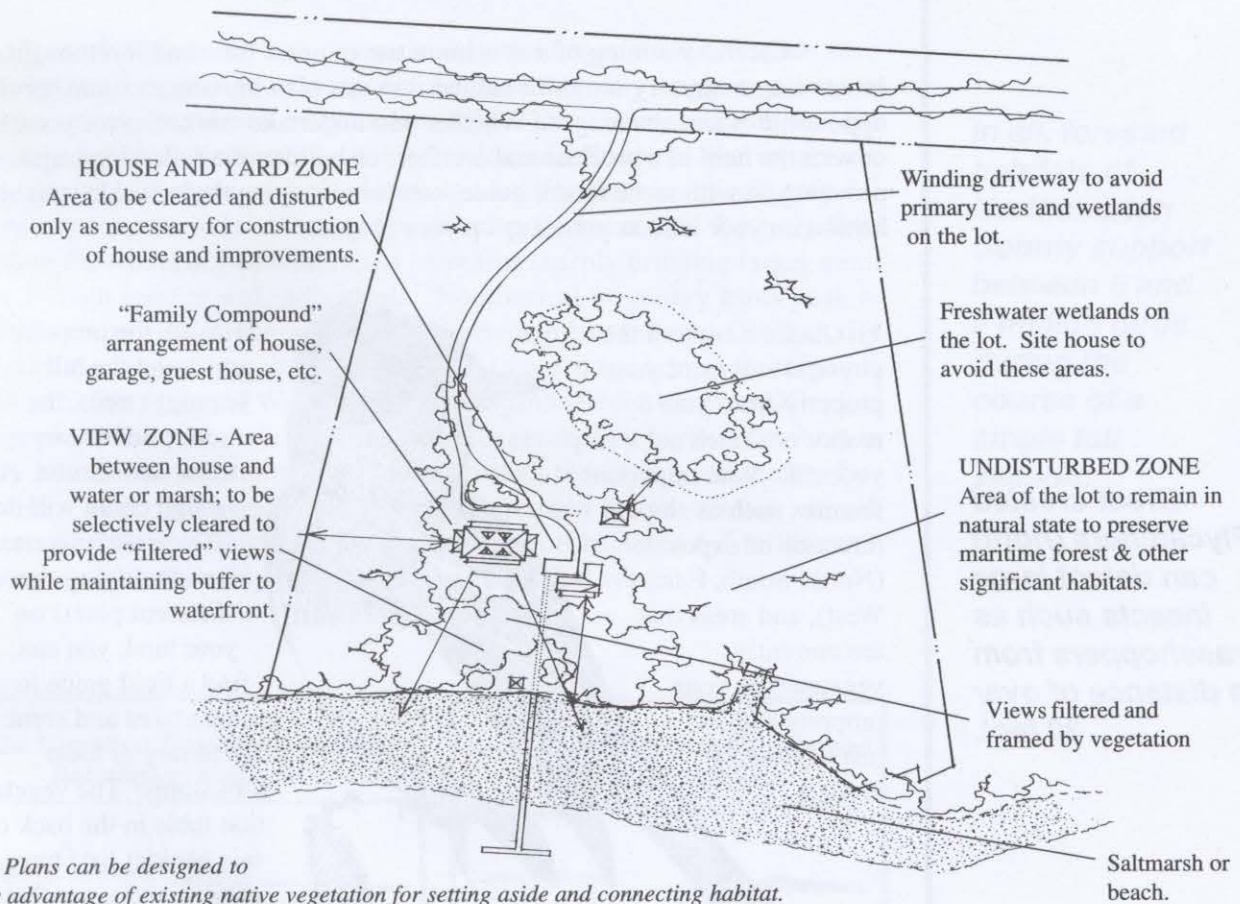 HOUSE AND YARD ZONE
Area to be cleared and disturbed
only as necessary for construction
of house and improvements.
“Family Compound”
arrangement of house,
garage, guest house, etc.
VIEW ZONE - Area
between house and
water or marsh; to be
selectively cleared to
provide “filtered” views
while maintaining buffer to
waterfront.
Winding driveway to avoid
primary trees and wetlands
on the lot.
Freshwater wetlands on
the lot. Site house to
avoid these areas.
UNDISTURBED ZONE
Area of the lot to remain in
natural state to preserve
maritime forest & other
significant habitats.
Views filtered and
framed by vegetation
Saltmarsh or
beach.
Plans can be designed to
advantage of existing native vegetation for setting aside and connecting habitat.